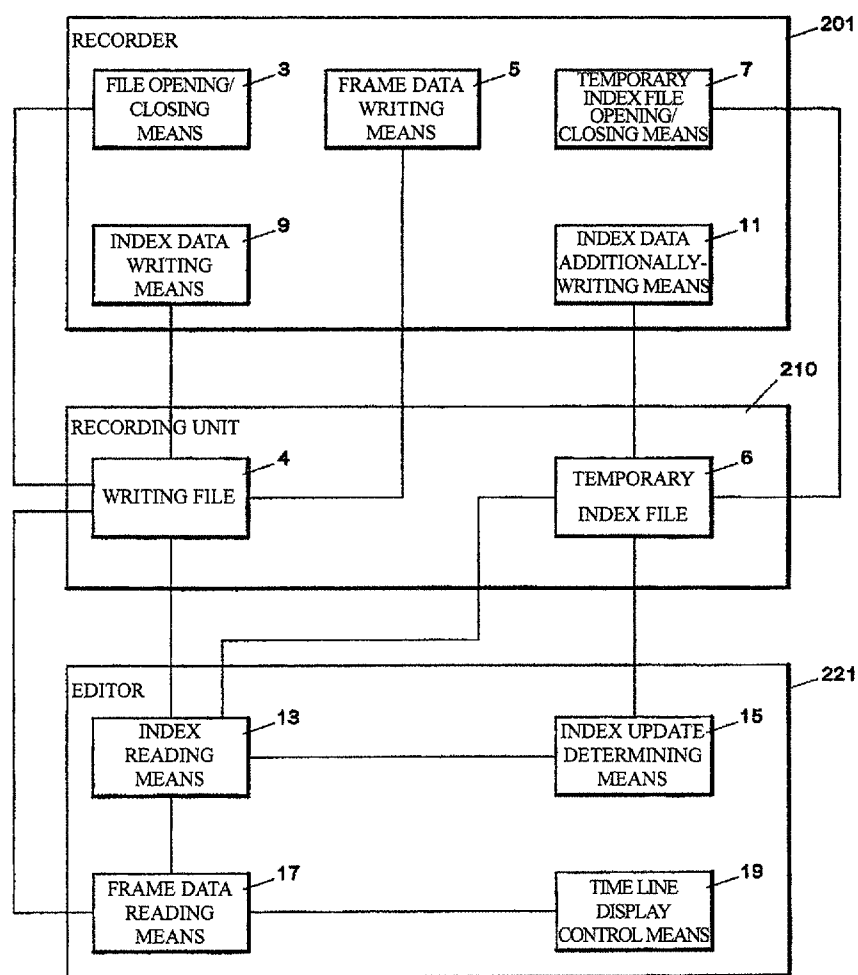 201
RECORDER
3
5
7
FILE OPENING/
CLOSING
MEANS
FRAME DATA
WRITING
MEANS
TEMPORARY
INDEX FILE
OPENING/
CLOSING MEANS
9
11
INDEX DATA
WRITING
MEANS
INDEX DATA
ADDITIONALLY-
WRITING MEANS
210
RECORDING UNIT
4
6
WRITING FILE
TEMPORARY
INDEX FILE
221
EDITOR
13
15
INDEX
READING
MEANS
INDEX UPDATE
DETERMINING
MEANS
17
19
FRAME DATA
READING
MEANS
TIME LINE
DISPLAY
CONTROL MEANS